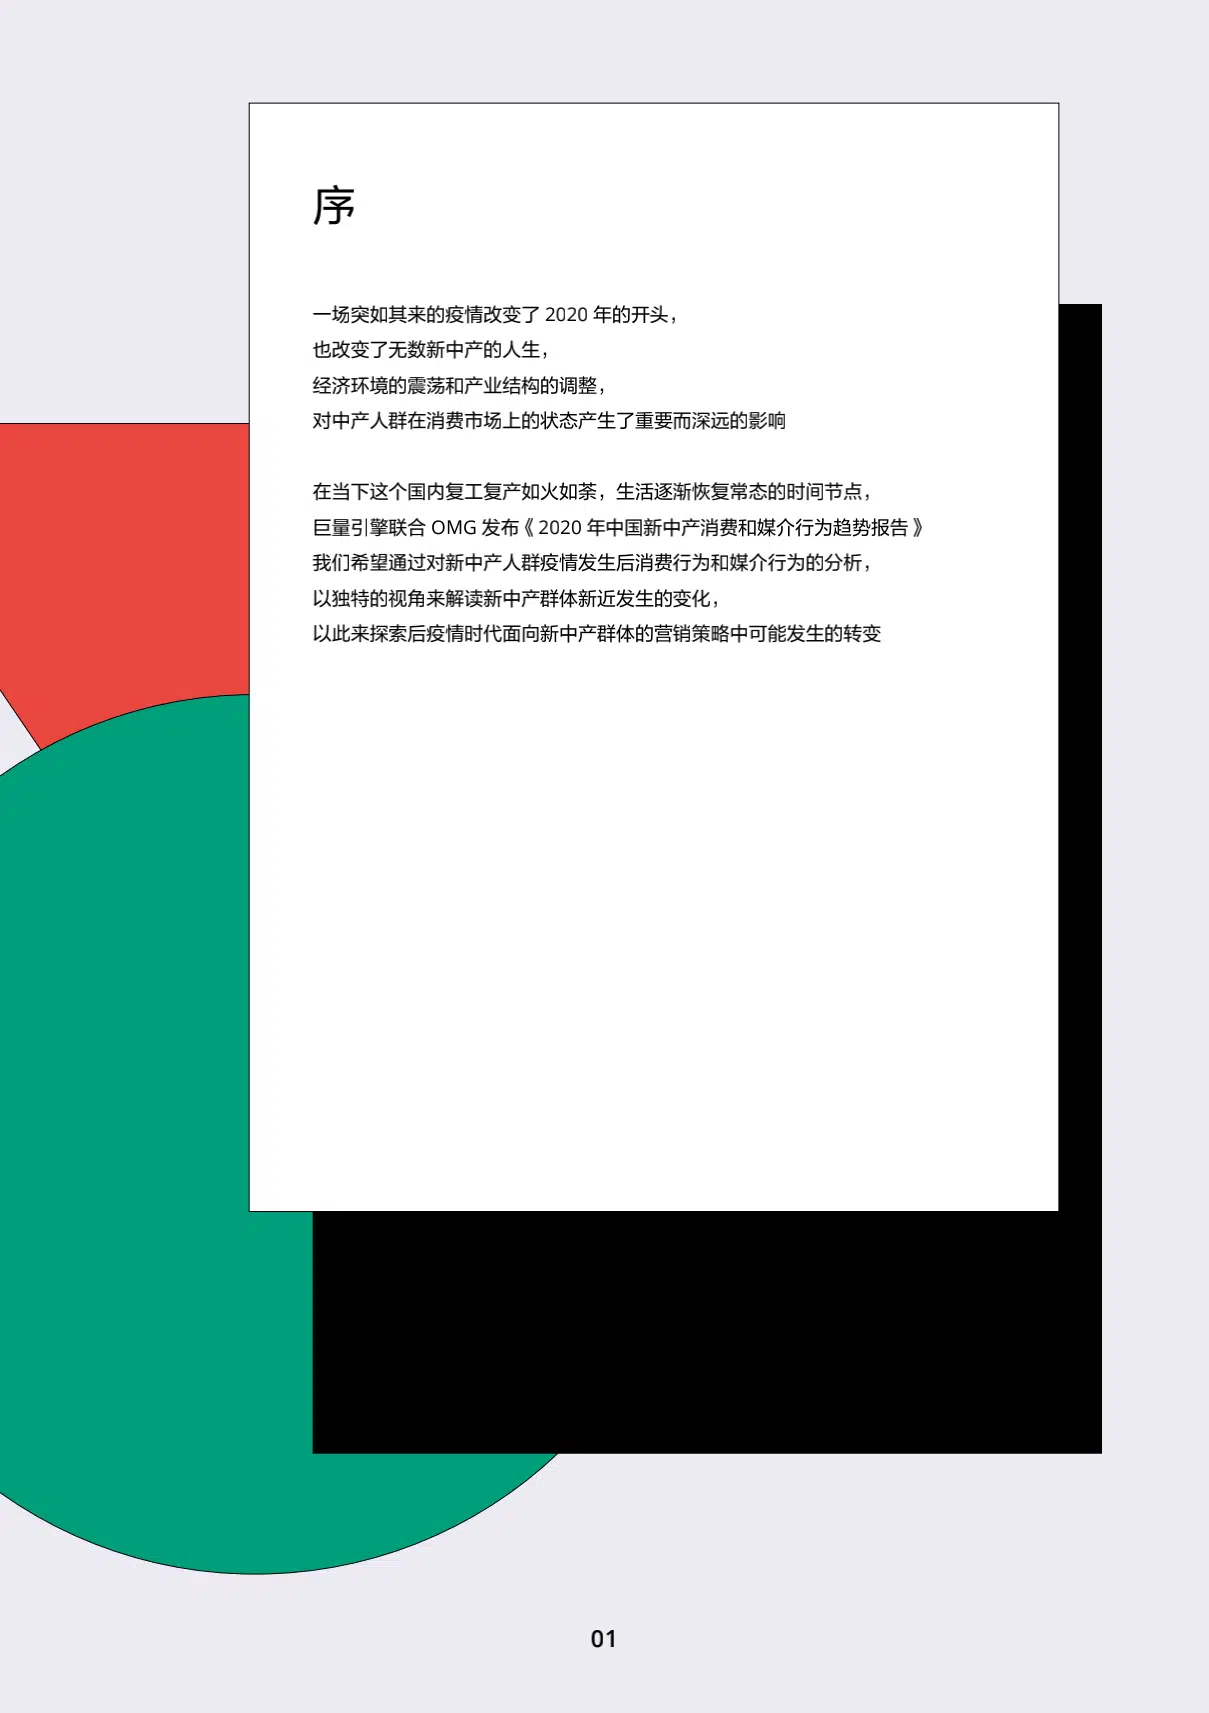 序
一场突如其来的疫情改变了 2020 年的开头，
也改变了无数新中产的人生，
经济环境的震荡和产业结构的调整，
对中产人群在消费市场上的状态产生了重要而深远的影响
在当下这个国内复工复产如火如荼，生活逐渐恢复常态的时间节点，
巨量引擎联合 OMG 发布《 2020 年中国新中产消费和媒介行为趋势报告 》
我们希望通过对新中产人群疫情发生后消费行为和媒介行为的分析，
以独特的视角来解读新中产群体新近发生的变化，
以此来探索后疫情时代面向新中产群体的营销策略中可能发生的转变
01